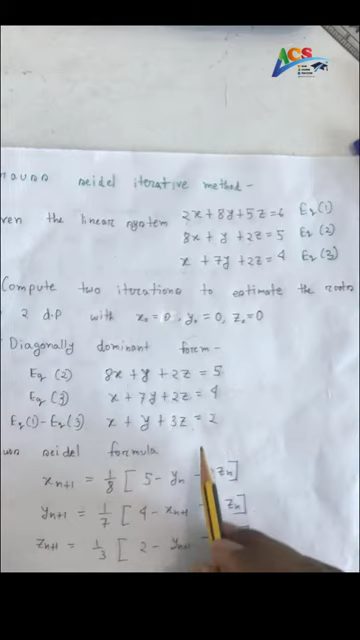 ACS
seidel iterative method -
the linear system 2x + 8y + 5z = 6 Eq (1)
8x + y + 2z = 5 Eq (2)
x + 7y + 2z = 4 Eq (3)
Compute two iterations to estimate the roots
2 d.p with x₀ = 0, y₀ = 0, z₀ = 0
Diagonally dominant form -
Eq (2) 8x + y + 2z = 5
Eq (3) x + 7y + 2z = 4
Eq (1) - Eq (3) x + y + 3z = 2
seidel formula
xₙ₊₁ = 1/8 [ 5 - yₙ - zₙ ]
yₙ₊₁ = 1/7 [ 4 - xₙ₊₁ - zₙ ]
zₙ₊₁ = 1/3 [ 2 - yₙ₊₁ -